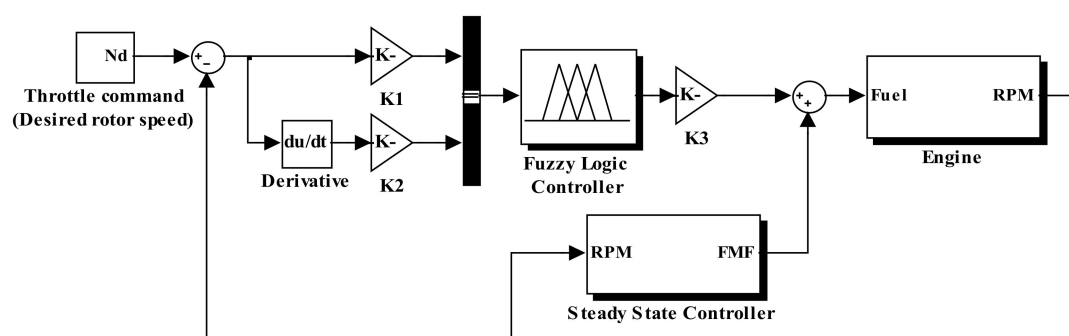 Nd
Throttle command
(Desired rotor speed)
+
−
K-
K1
du/dt
Derivative
K-
K2
Fuzzy Logic
Controller
K-
K3
+
+
Fuel
RPM
Engine
RPM
FMF
Steady State Controller